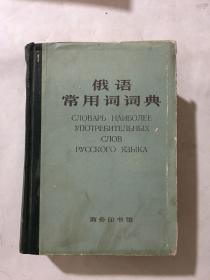 俄语
常用词词典
СЛОВАРЬ НАИБОЛЕЕ
УПОТРЕБИТЕЛЬНЫХ
СЛОВ
РУССКОГО ЯЗЫКА
商务印书馆